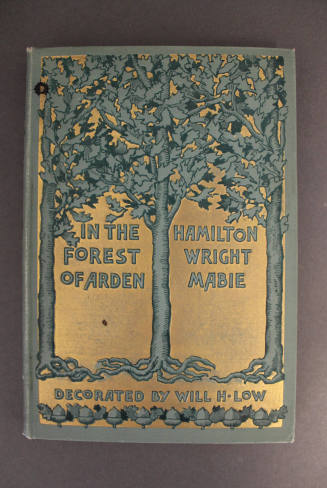 IN THE
FOREST
OF ARDEN
HAMILTON
WRIGHT
MABIE
DECORATED BY WILL H·LOW